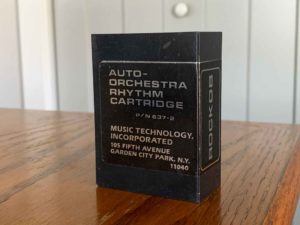 AUTO-
ORCHESTRA
RHYTHM
CARTRIDGE
P/N 637-2
MUSIC TECHNOLOGY,
INCORPORATED
105 FIFTH AVENUE
GARDEN CITY PARK, N.Y.
11040